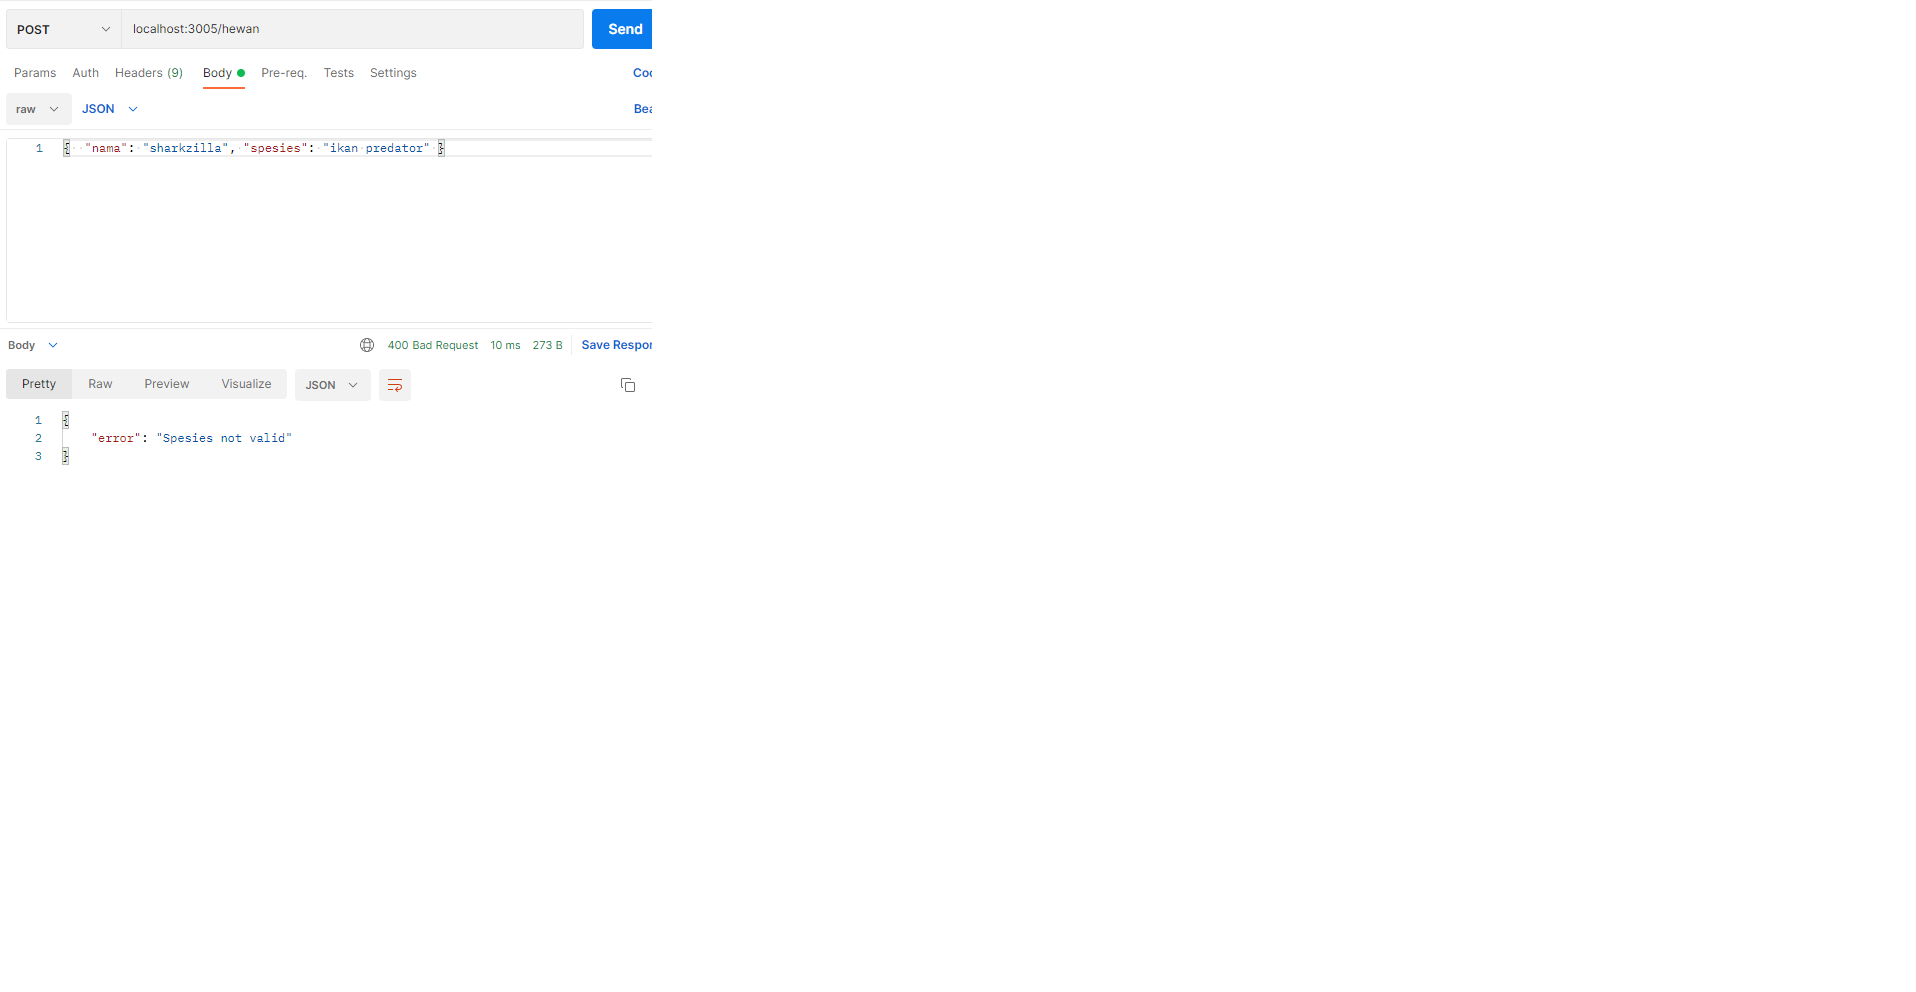 POST localhost:3005/hewan Send
Params Auth Headers (9) Body Pre-req. Tests Settings Coo
raw JSON Bea
1 { "nama": "sharkzilla", "spesies": "ikan predator" }
Body 400 Bad Request 10 ms 273 B Save Respon
Pretty Raw Preview Visualize JSON
1 {
2 "error": "Spesies not valid"
3 }